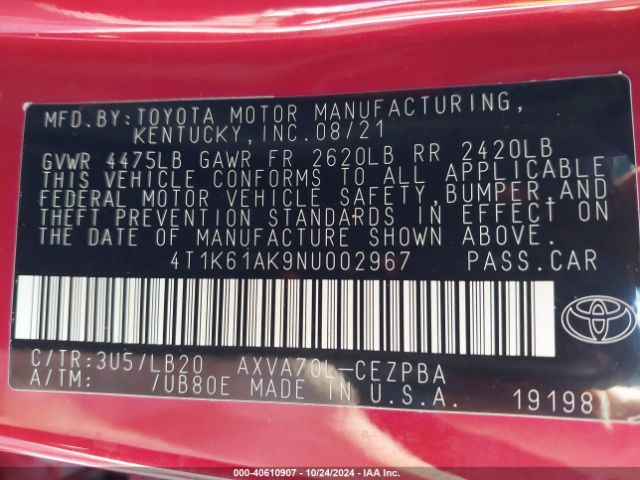 MFD.BY:TOYOTA MOTOR MANUFACTURING,
KENTUCKY,INC.08/21
GVWR 4475LB GAWR FR 2620LB RR 2420LB
THIS VEHICLE CONFORMS TO ALL APPLICABLE
FEDERAL MOTOR VEHICLE SAFETY,BUMPER,AND
THEFT PREVENTION STANDARDS IN EFFECT ON
THE DATE OF MANUFACTURE SHOWN ABOVE.
4T1K61AK9NU002967 PASS.CAR
C/TR:3U5/LB20 AXVA70L-CEZPBA
A/TM: /UB80E MADE IN U.S.A. 19198
000-40610907 - 10/24/2024 - IAA Inc.